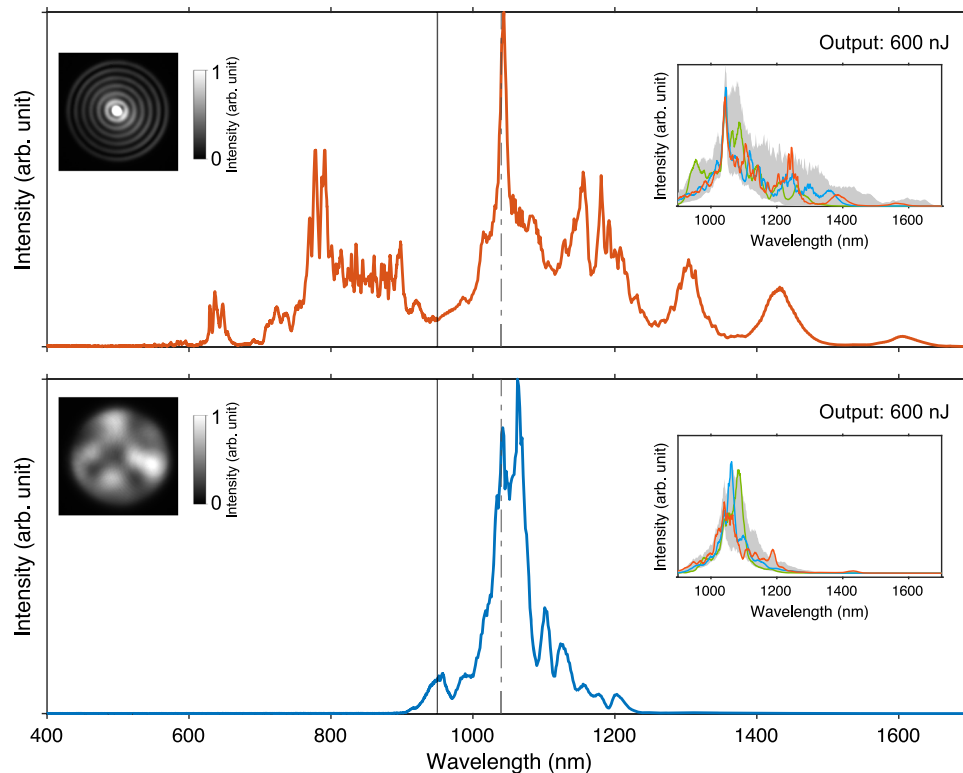 Intensity (arb. unit)
1
0
Intensity (arb. unit)
Output: 600 nJ
Intensity (arb. unit)
1000 1200 1400 1600
Wavelength (nm)
Intensity (arb. unit)
1
0
Intensity (arb. unit)
Output: 600 nJ
Intensity (arb. unit)
1000 1200 1400 1600
Wavelength (nm)
400 600 800 1000 1200 1400 1600
Wavelength (nm)